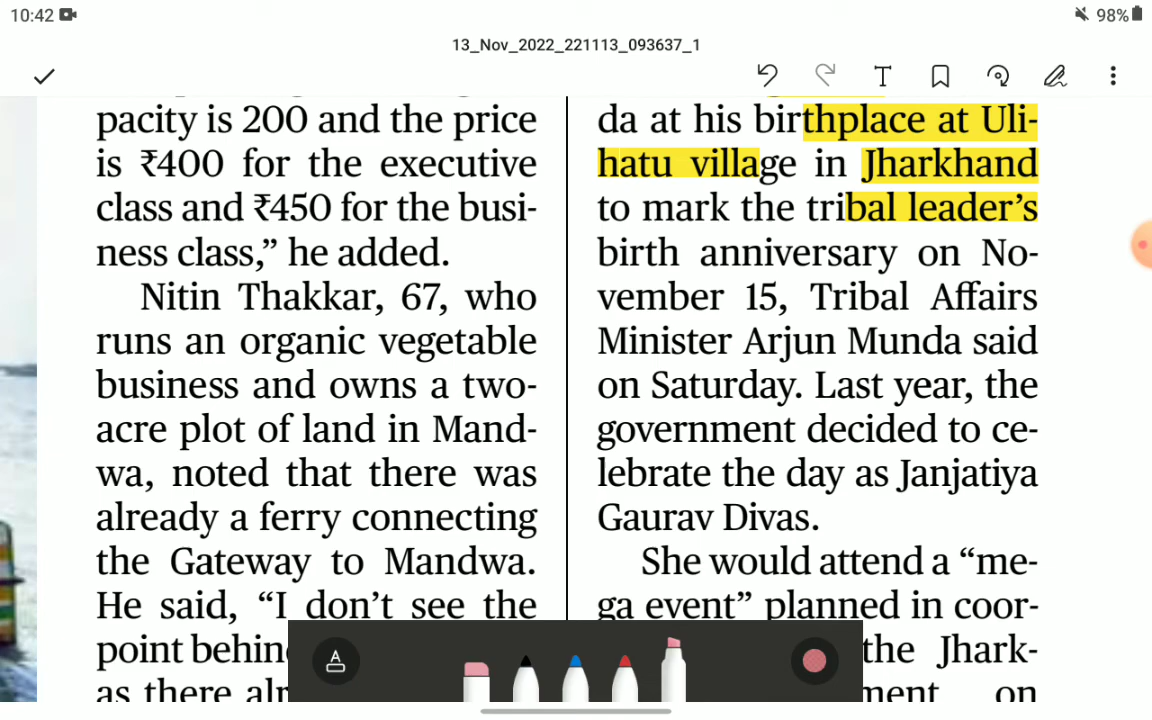 10:42
98%
13_Nov_2022_221113_093637_1
pacity is 200 and the price
is ₹400 for the executive
class and ₹450 for the busi-
ness class,” he added.
Nitin Thakkar, 67, who
runs an organic vegetable
business and owns a two-
acre plot of land in Mand-
wa, noted that there was
already a ferry connecting
the Gateway to Mandwa.
He said, “I don’t see the
point behin
as there alr
da at his birthplace at Uli-
hatu village in Jharkhand
to mark the tribal leader’s
birth anniversary on No-
vember 15, Tribal Affairs
Minister Arjun Munda said
on Saturday. Last year, the
government decided to ce-
lebrate the day as Janjatiya
Gaurav Divas.
She would attend a “me-
ga event” planned in coor-
the Jhark-
ment on